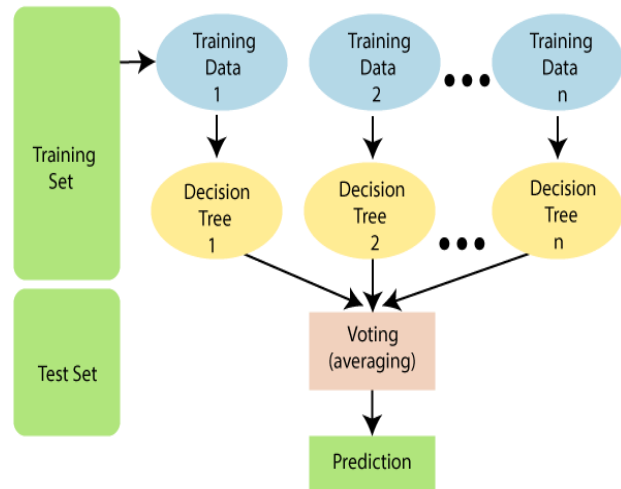 Training
Set
Test Set
Training
Data
1
Training
Data
2
Training
Data
n
Decision
Tree
1
Decision
Tree
2
Decision
Tree
n
Voting
(averaging)
Prediction